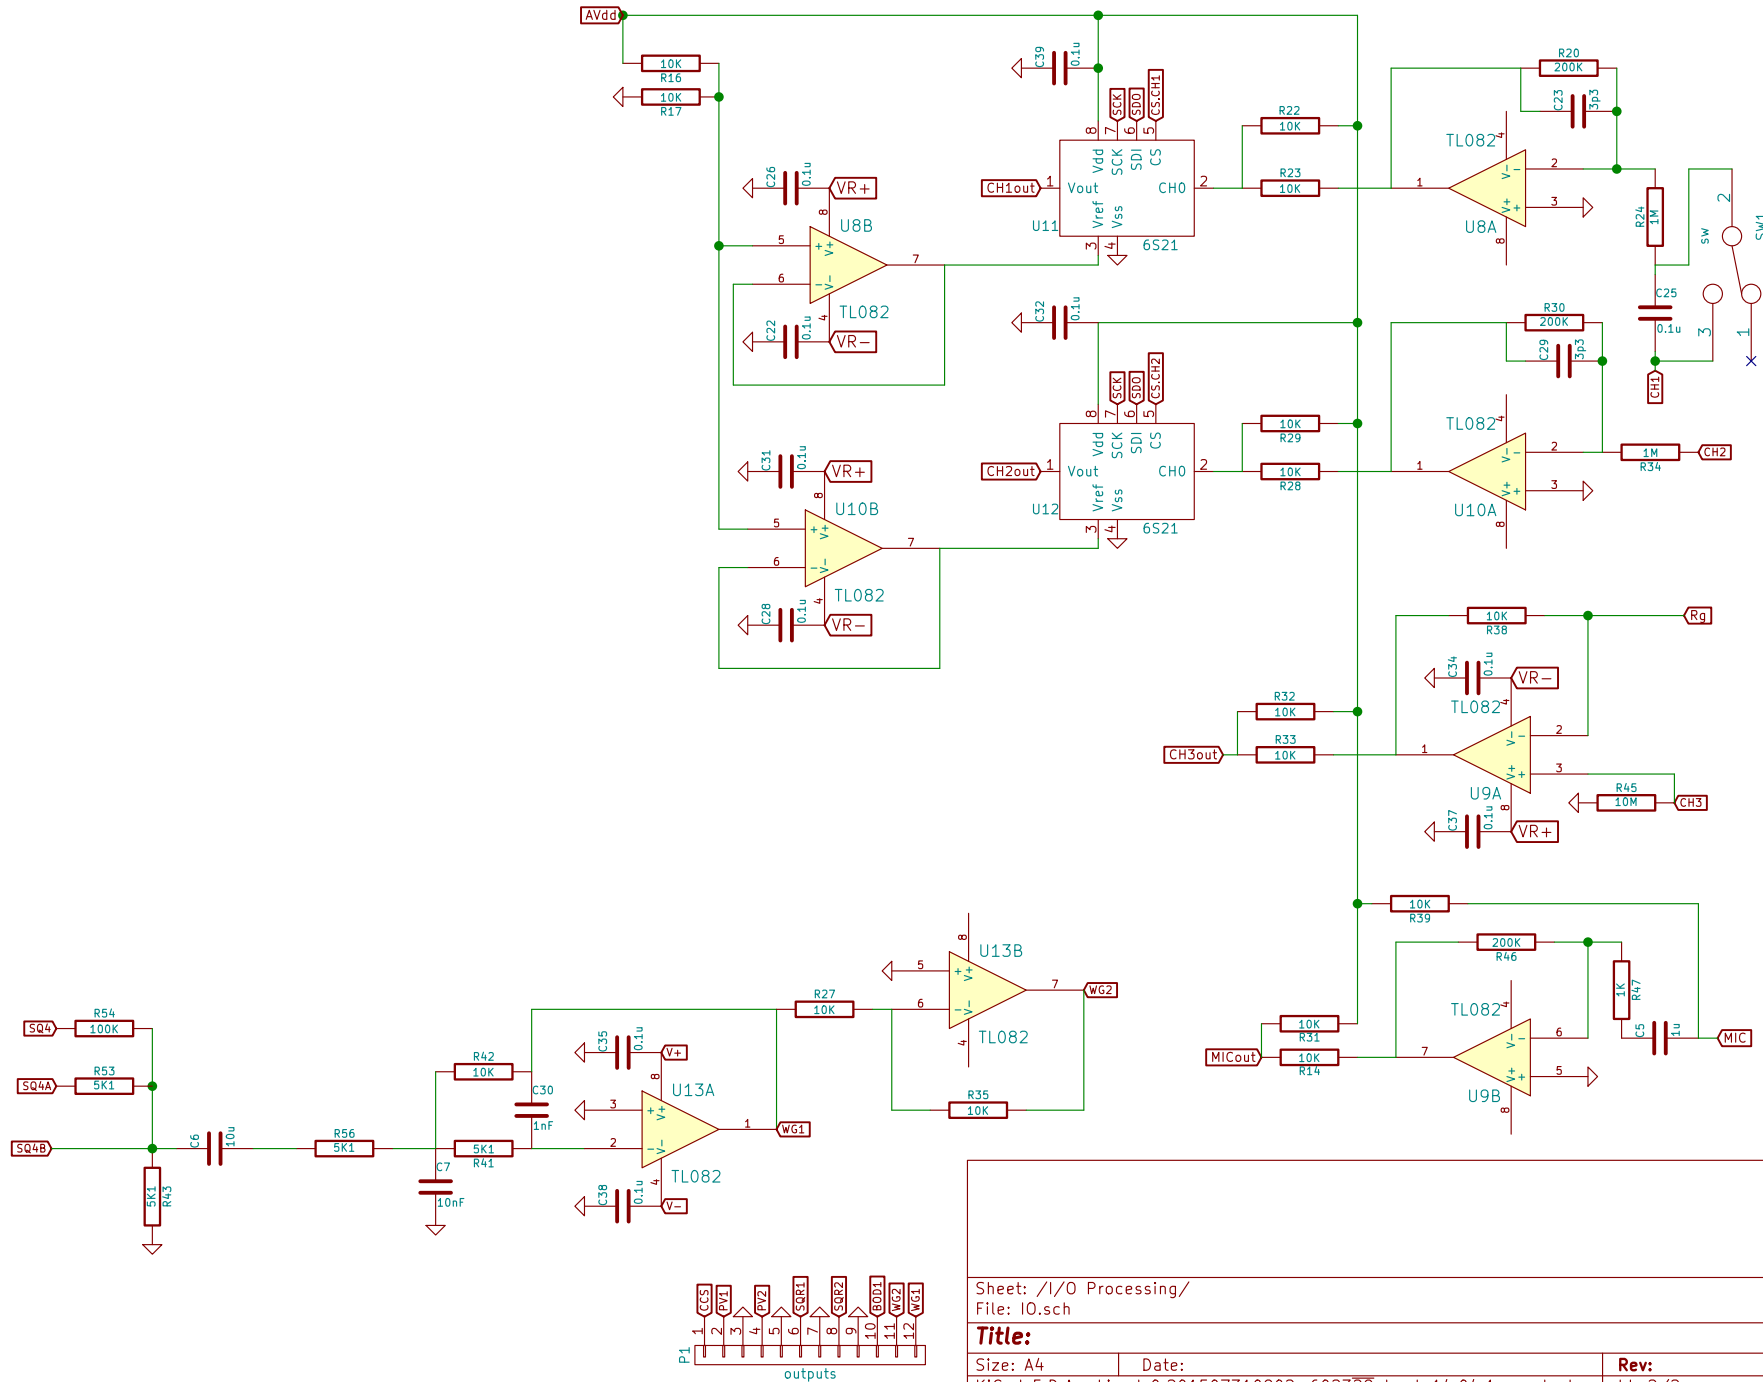 AVdd
10K
R16
10K
R17
C39
0.1u
SCK
SDO
CS.CH1
8
7
6
5
Vdd
SCK
SDI
CS
CH1out
1
Vout
CH0
2
Vref
Vss
U11
3
4
6S21
R22
10K
R23
10K
R20
200K
C23
3p3
TL082
4
V-
-
2
1
V+
+
3
U8A
8
R24
1M
2
sw
SW1
C25
0.1u
3
1
CH1
C26
0.1u
VR+
8
U8B
5
+
V+
7
6
-
V-
4
TL082
C22
0.1u
VR-
C32
0.1u
SCK
SDO
CS.CH2
8
7
6
5
Vdd
SCK
SDI
CS
CH2out
1
Vout
CH0
2
Vref
Vss
U12
3
4
6S21
10K
R29
10K
R28
R30
200K
C29
3p3
TL082
4
V-
-
2
1
V+
+
3
U10A
8
1M
R34
CH2
C31
0.1u
VR+
8
U10B
5
+
V+
7
6
-
V-
4
TL082
C28
0.1u
VR-
10K
R38
Rg
C34
0.1u
VR-
4
TL082
V-
-
2
1
V+
+
3
U9A
8
C37
0.1u
VR+
R45
10M
CH3
R32
10K
CH3out
R33
10K
10K
R39
200K
R46
1K
R47
C5
1u
MIC
TL082
4
V-
-
6
7
V+
+
5
U9B
8
10K
R31
MICout
10K
R14
8
U13B
5
+
V+
7
WG2
6
-
V-
4
TL082
R27
10K
R35
10K
R54
SQ4
100K
R53
SQ4A
5K1
SQ4B
C6
10u
5K1
R43
R56
5K1
R42
10K
5K1
R41
C7
10nF
C30
1nF
C35
0.1u
V+
8
U13A
3
+
V+
1
WG1
2
-
V-
4
TL082
C38
0.1u
V-
CCS
PV1
PV2
SQR1
SQR2
BOD1
WG2
WG1
1
2
3
4
5
6
7
8
9
10
11
12
P1
outputs
Sheet: /I/O Processing/
File: IO.sch
Title:
Size: A4
Date:
Rev: